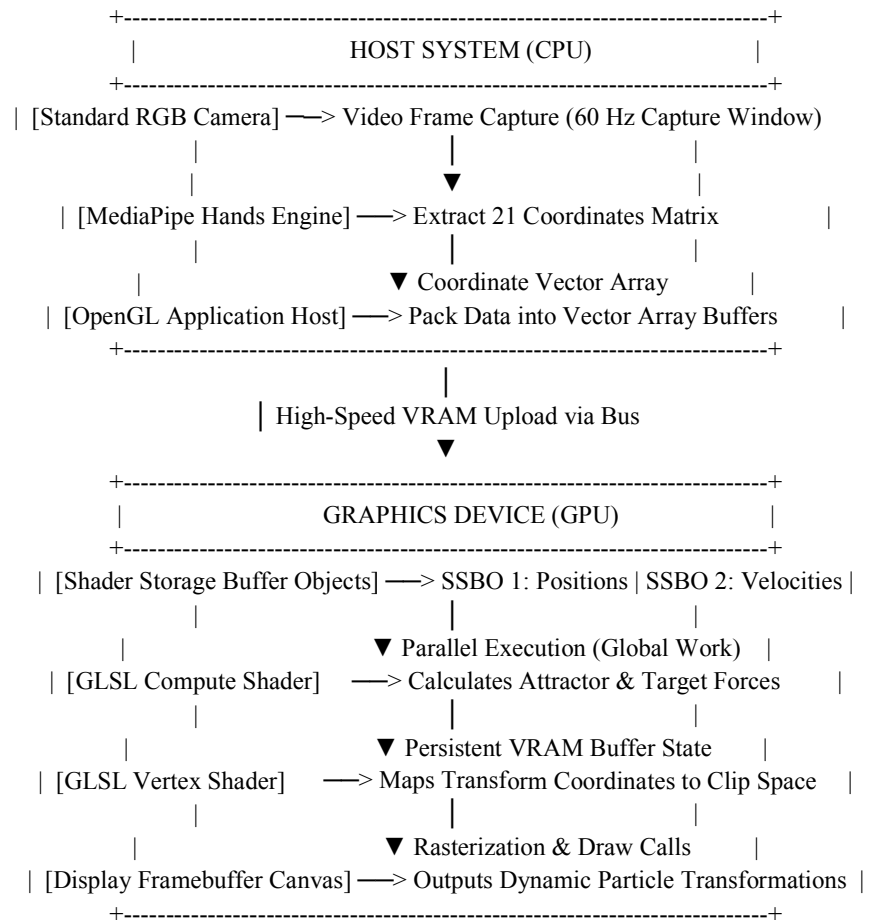 HOST SYSTEM (CPU)
[Standard RGB Camera] ──> Video Frame Capture (60 Hz Capture Window)
[MediaPipe Hands Engine] ──> Extract 21 Coordinates Matrix
▼ Coordinate Vector Array
[OpenGL Application Host] ──> Pack Data into Vector Array Buffers
High-Speed VRAM Upload via Bus
GRAPHICS DEVICE (GPU)
[Shader Storage Buffer Objects] ──> SSBO 1: Positions | SSBO 2: Velocities
▼ Parallel Execution (Global Work)
[GLSL Compute Shader] ──> Calculates Attractor & Target Forces
▼ Persistent VRAM Buffer State
[GLSL Vertex Shader] ──> Maps Transform Coordinates to Clip Space
▼ Rasterization & Draw Calls
[Display Framebuffer Canvas] ──> Outputs Dynamic Particle Transformations